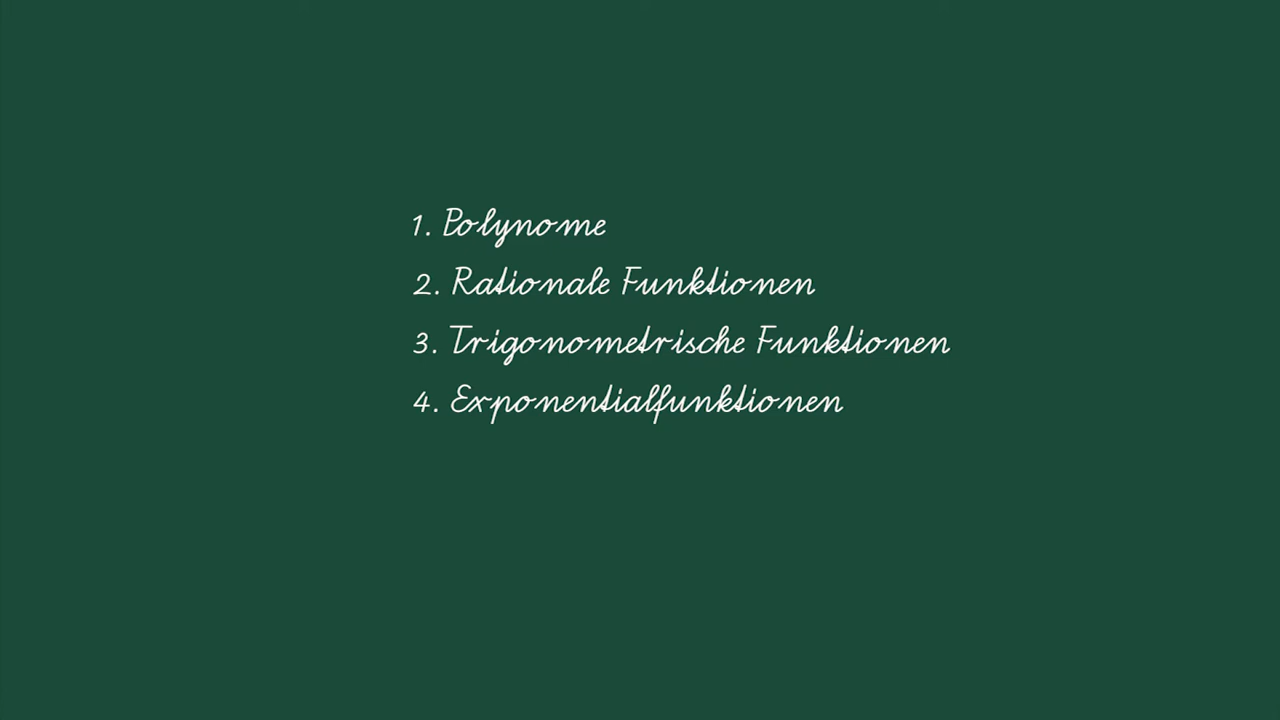 1. Polynome
2. Rationale Funktionen
3. Trigonometrische Funktionen
4. Exponentialfunktionen